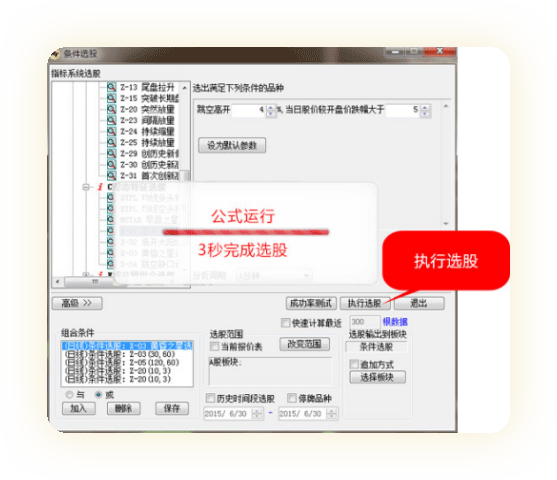 条件选股
指标系统选股
Z-13 尾盘拉升
Z-15 突破长期盘
Z-20 突然放量
Z-23 间隔放量
Z-24 持续缩量
Z-25 持续放量
Z-29 创历史新
Z-30 创历史新
Z-31 首次创新高
选出满足下列条件的品种
跳空高开 4 %, 当日股价较开盘价跌幅大于 5
设为默认参数
公式运行
3秒完成选股
执行选股
分析周期
高级 >>
成功率测试 执行选股 退出
快速计算最近 300 根数据
组合条件
(日线)条件选股: Z-03 黄昏之星选
(日线)条件选股: Z-03(30,60)
(日线)条件选股: Z-05(120,60)
(日线)条件选股: Z-20(10,3)
(日线)条件选股: Z-20(10,3)
与 或
加入 删除 保存
选股范围
当前报价表 改变范围
A股板块:
历史时间段选股 停牌品种
2015/ 6/30 - 2015/ 6/30
选股输出到板块
条件选股
追加方式
选择板块